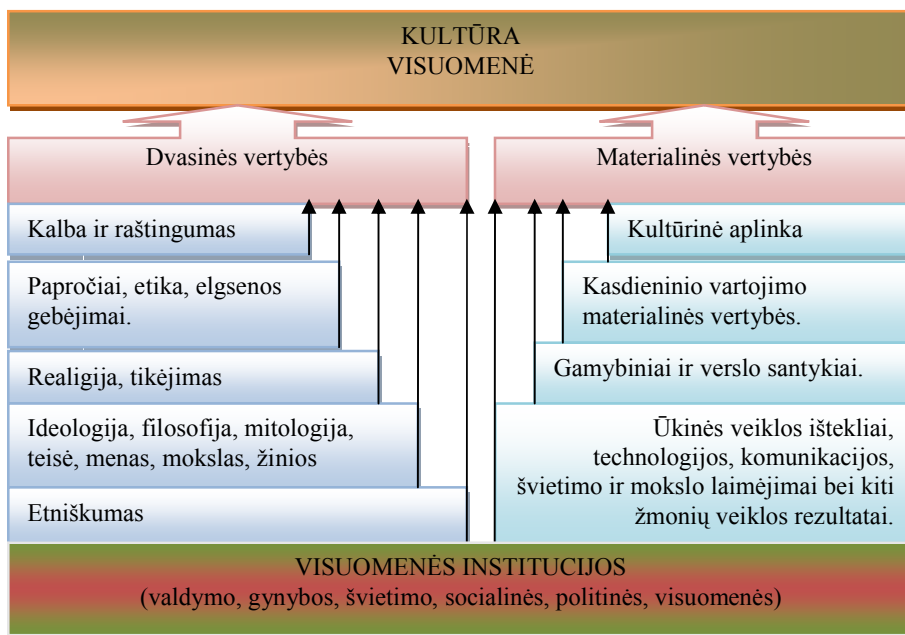 KULTŪRA
VISUOMENĖ
Dvasinės vertybės
Kalba ir raštingumas
Papročiai, etika, elgsenos
gebėjimai.
Realigija, tikėjimas
Ideologija, filosofija, mitologija,
teisė, menas, mokslas, žinios
Etniškumas
Materialinės vertybės
Kultūrinė aplinka
Kasdieninio vartojimo
materialinės vertybės.
Gamybiniai ir verslo santykiai.
Ūkinės veiklos ištekliai,
technologijos, komunikacijos,
švietimo ir mokslo laimėjimai bei kiti
žmonių veiklos rezultatai.
VISUOMENĖS INSTITUCIJOS
(valdymo, gynybos, švietimo, socialinės, politinės, visuomenės)